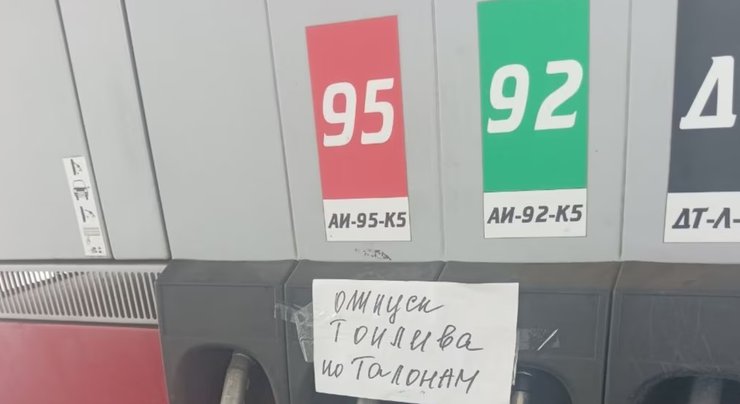 95
92
Д
АИ-95-К5
АИ-92-К5
ДТ-Л-
отпуск
топлива
по талонам